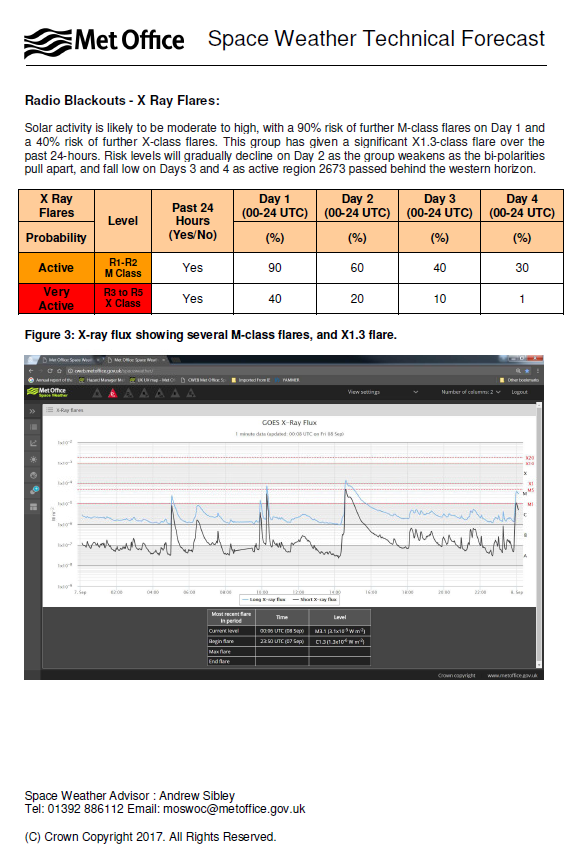 Met Office Space Weather Technical Forecast
Radio Blackouts - X Ray Flares:
Solar activity is likely to be moderate to high, with a 90% risk of further M-class flares on Day 1 and
a 40% risk of further X-class flares. This group has given a significant X1.3-class flare over the
past 24-hours. Risk levels will gradually decline on Day 2 as the group weakens as the bi-polarities
pull apart, and fall low on Days 3 and 4 as active region 2673 passed behind the western horizon.
X Ray Flares Level Past 24 Hours (Yes/No) Day 1 (00-24 UTC) Day 2 (00-24 UTC) Day 3 (00-24 UTC) Day 4 (00-24 UTC)
Probability (%) (%) (%) (%)
Active R1-R2 M Class Yes 90 60 40 30
Very Active R3 to R5 X Class Yes 40 20 10 1
Figure 3: X-ray flux showing several M-class flares, and X1.3 flare.
Met Office Space Weather View settings Number of columns: 2 Logout
X-Ray flares
GOES X-Ray Flux
1 minute data (updated: 00:08 UTC on Fri 08 Sep)
W m-2
X20
X10
X
X1
M5
M
M1
C
B
A
7. Sep 02:00 04:00 06:00 08:00 10:00 12:00 14:00 16:00 18:00 20:00 22:00 8. Sep
Long X-ray flux Short X-ray flux
Most recent flare in period Time Level
Current level 00:06 UTC (08 Sep) M3.1 (3.1x10-5 W m-2)
Begin flare 23:50 UTC (07 Sep) C1.3 (1.3x10-6 W m-2)
Max flare
End flare
Crown copyright www.metoffice.gov.uk
Space Weather Advisor : Andrew Sibley
Tel: 01392 886112 Email: moswoc@metoffice.gov.uk
(C) Crown Copyright 2017. All Rights Reserved.